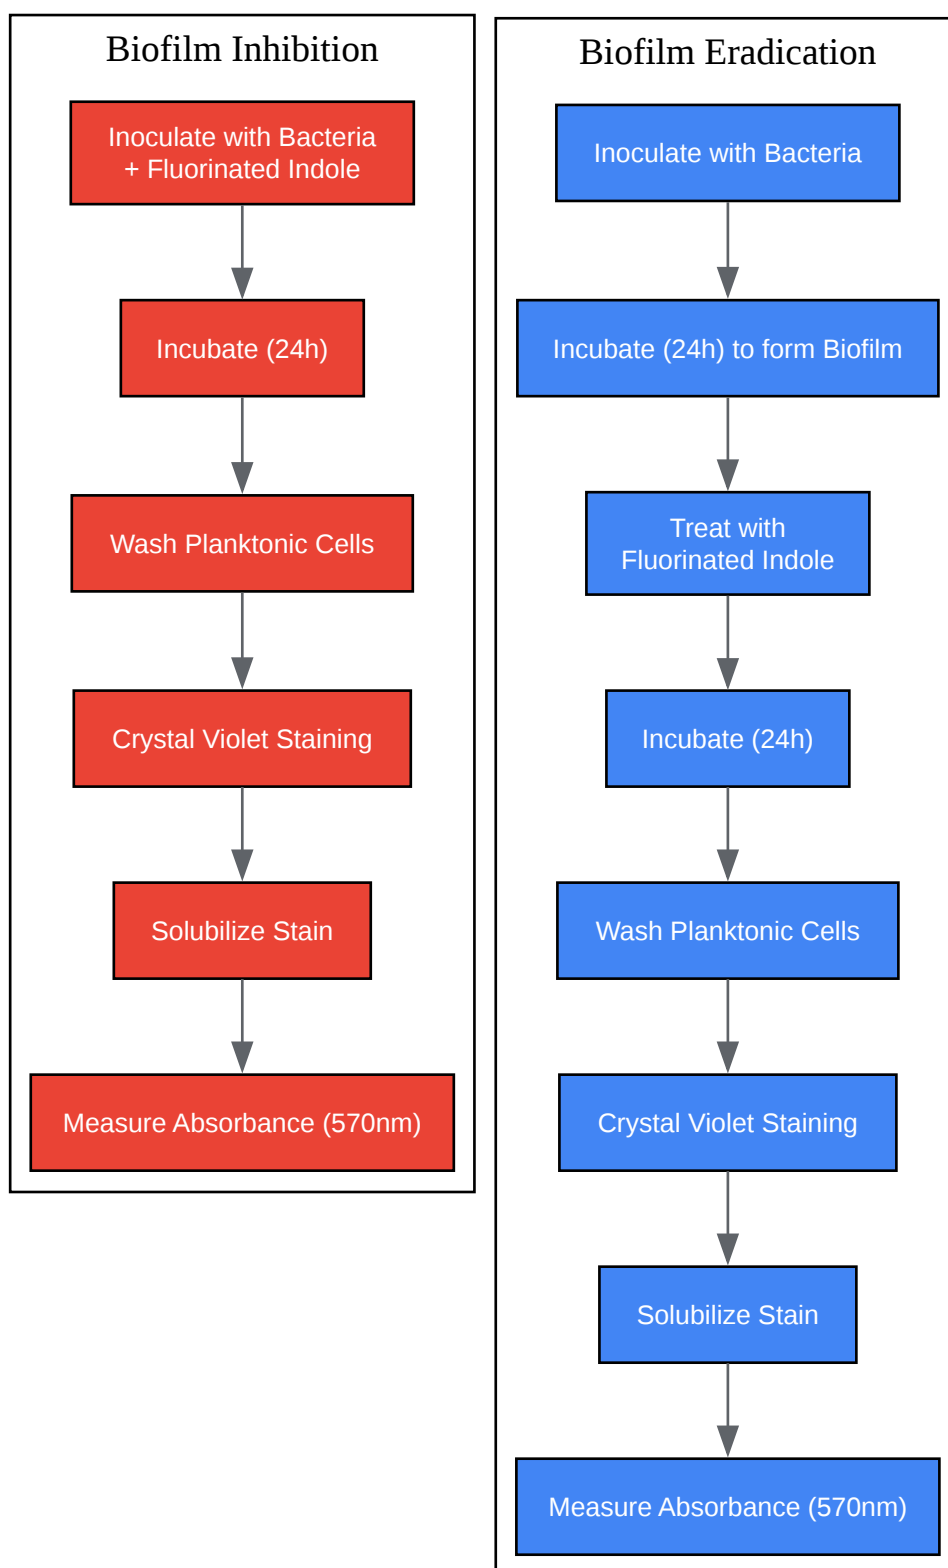 Biofilm Inhibition
Inoculate with Bacteria
+ Fluorinated Indole
Incubate (24h)
Wash Planktonic Cells
Crystal Violet Staining
Solubilize Stain
Measure Absorbance (570nm)
Biofilm Eradication
Inoculate with Bacteria
Incubate (24h) to form Biofilm
Treat with
Fluorinated Indole
Incubate (24h)
Wash Planktonic Cells
Crystal Violet Staining
Solubilize Stain
Measure Absorbance (570nm)